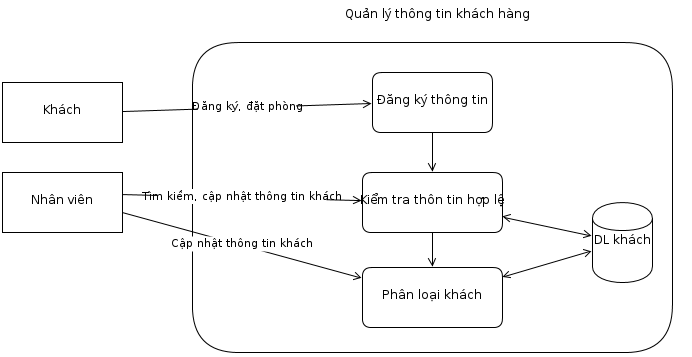 Quản lý thông tin khách hàng
Khách
Đăng ký, đặt phòng
Đăng ký thông tin
Nhân viên
Tìm kiềm, cập nhật thông tin khách
Kiểm tra thôn tin hợp lệ
DL khách
Cập nhật thông tin khách
Phân loại khách